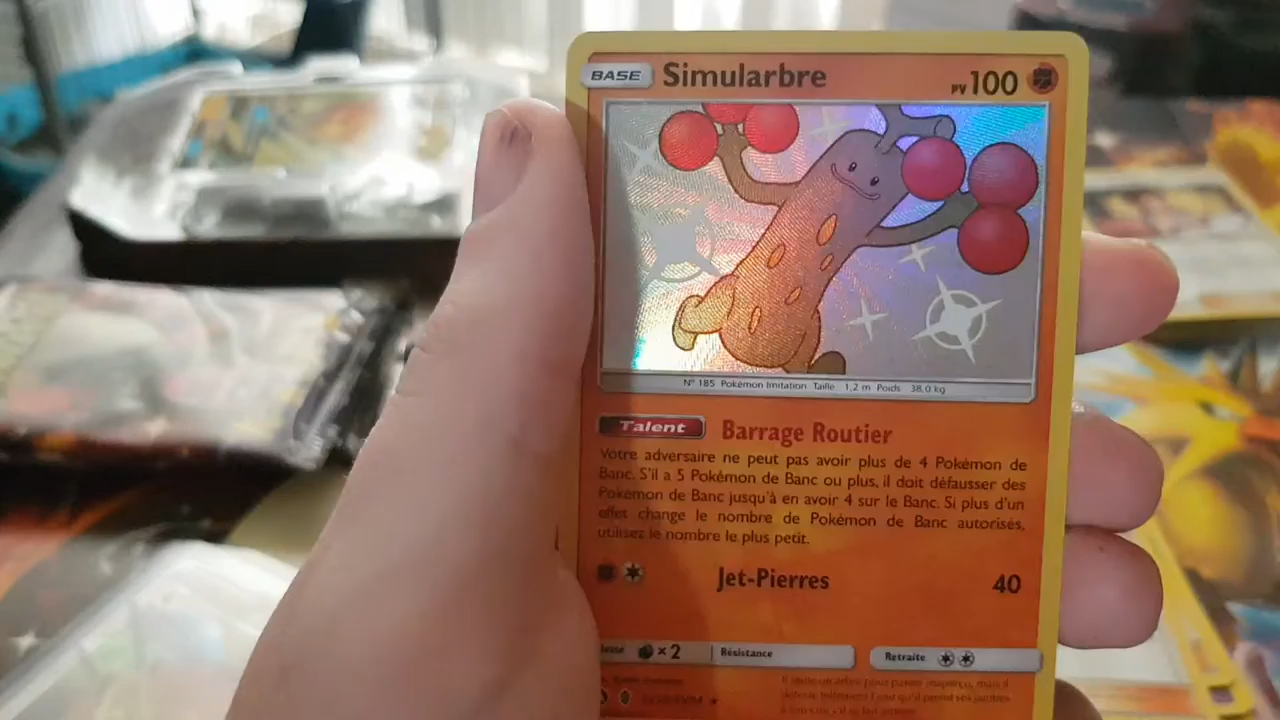 BASE Simularbre PV 100
N° 185 Pokémon Imitation Taille 1,2 m Poids 38,0 kg
Talent Barrage Routier
Votre adversaire ne peut pas avoir plus de 4 Pokémon de
Banc. S'il a 5 Pokémon de Banc ou plus, il doit défausser des
Pokémon de Banc jusqu'à en avoir 4 sur le Banc. Si plus d'un
effet change le nombre de Pokémon de Banc autorisés,
utilisez le nombre le plus petit.
Jet-Pierres 40
×2 Résistance Retraite